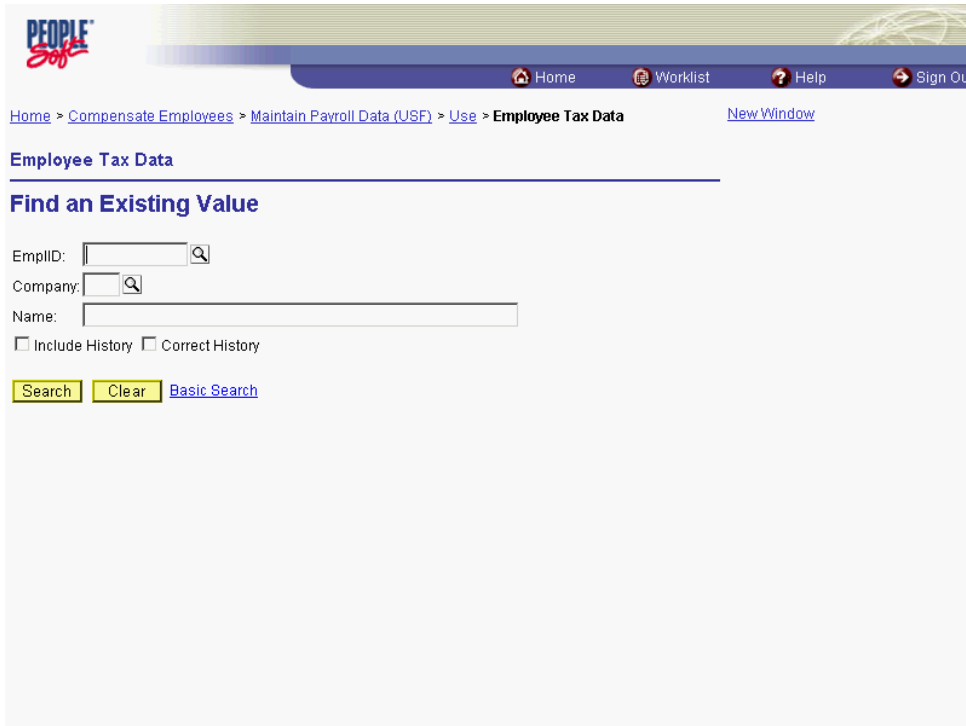 PEOPLE Soft
Home Worklist Help Sign Ou
Home > Compensate Employees > Maintain Payroll Data (USF) > Use > Employee Tax Data New Window
Employee Tax Data
Find an Existing Value
EmplID:
Company:
Name:
Include History Correct History
Search Clear Basic Search